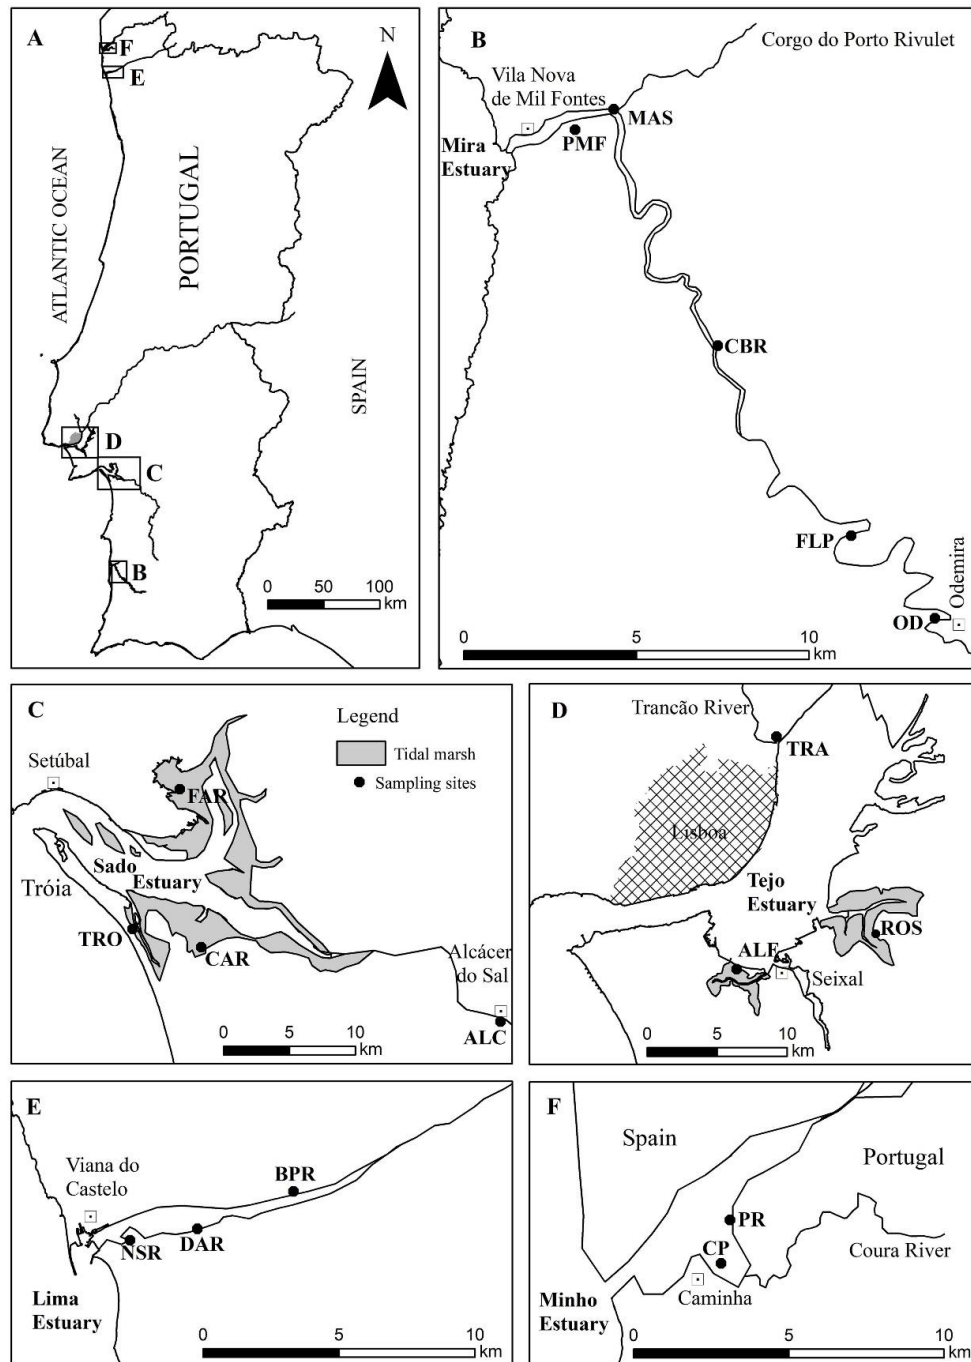 A
F
E
N
ATLANTIC OCEAN
PORTUGAL
SPAIN
D
C
B
0 50 100
km
B
Corgo do Porto Rivulet
Vila Nova
de Mil Fontes
MAS
Mira
Estuary
PMF
CBR
FLP
Odemira
OD
0 5 10
km
C
Legend
Tidal marsh
Sampling sites
Setúbal
FAR
Sado
Estuary
Tróia
TRO
CAR
Alcácer
do Sal
ALC
0 5 10
km
D
Trancão River
TRA
Lisboa
Tejo
Estuary
ROS
ALF
Seixal
0 5 10
km
E
Viana do
Castelo
BPR
DAR
NSR
Lima
Estuary
0 5 10
km
F
Spain
Portugal
PR
CP
Coura River
Caminha
Minho
Estuary
0 5 10
km